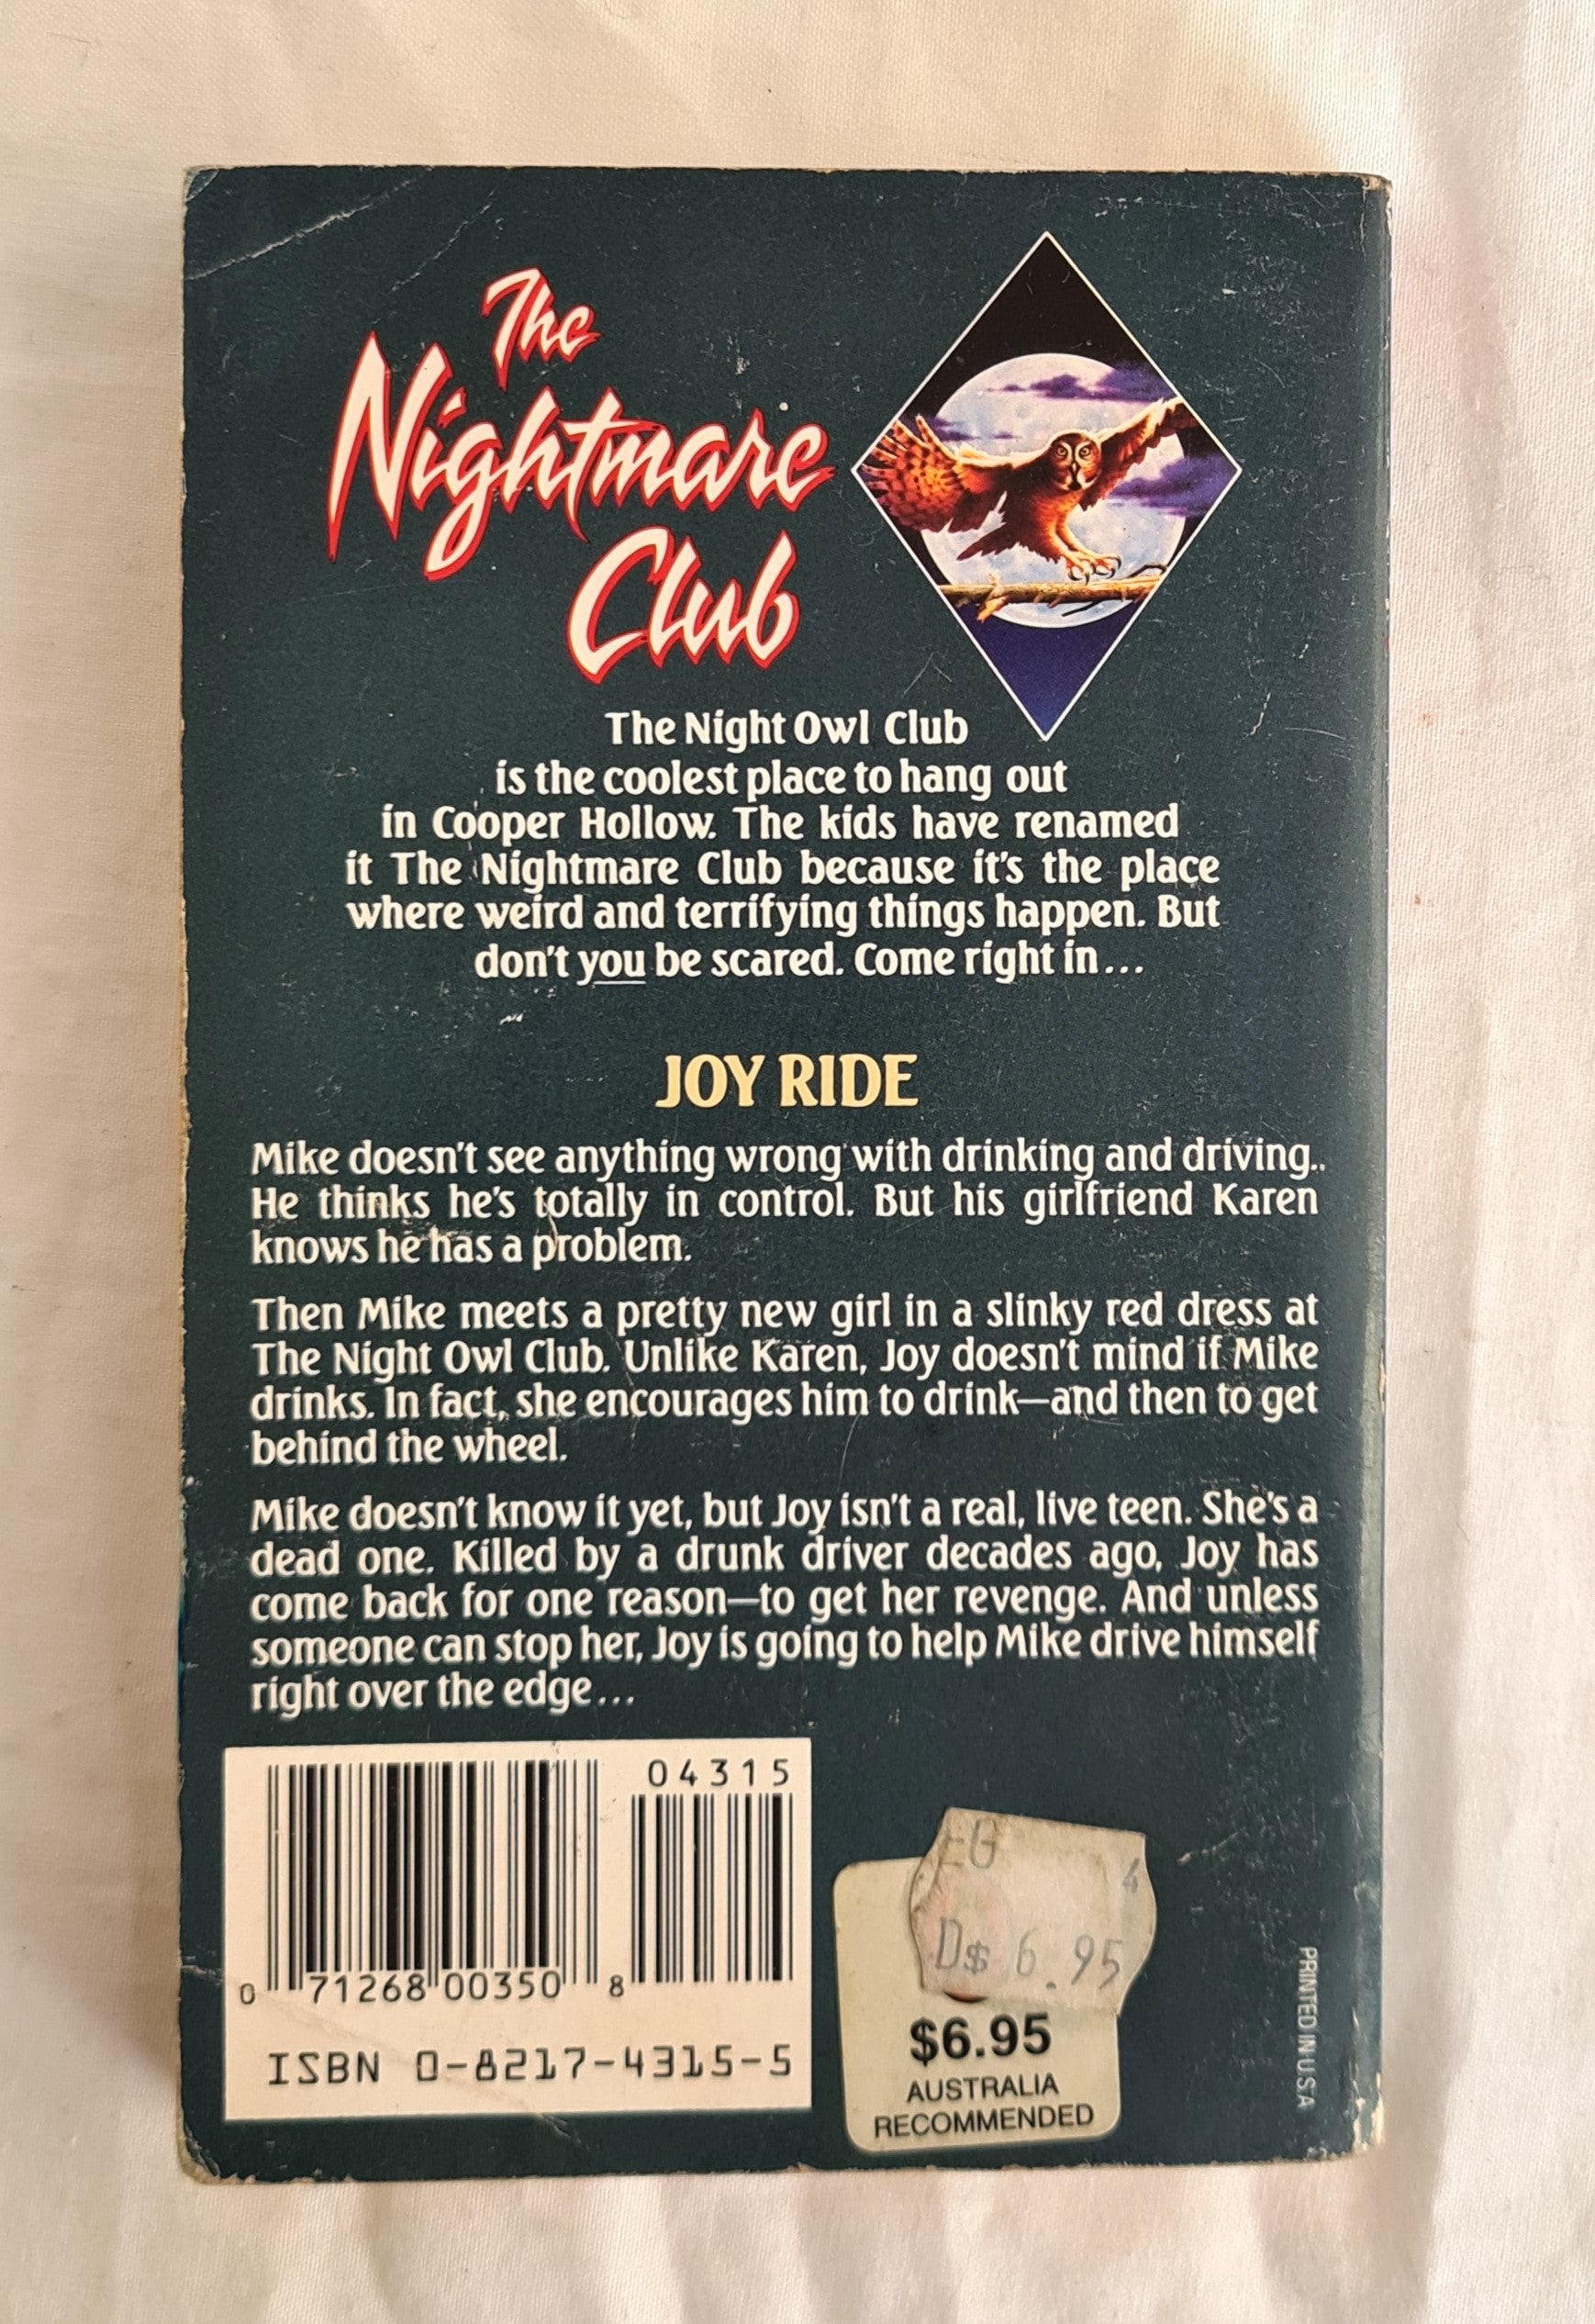 The
Nightmare
Club
The Night Owl Club
is the coolest place to hang out
in Cooper Hollow. The kids have renamed
it The Nightmare Club because it's the place
where weird and terrifying things happen. But
don't you be scared. Come right in...
JOY RIDE
Mike doesn't see anything wrong with drinking and driving..
He thinks he's totally in control. But his girlfriend Karen
knows he has a problem.
Then Mike meets a pretty new girl in a slinky red dress at
The Night Owl Club. Unlike Karen, Joy doesn't mind if Mike
drinks. In fact, she encourages him to drink—and then to get
behind the wheel.
Mike doesn't know it yet, but Joy isn't a real, live teen. She's a
dead one. Killed by a drunk driver decades ago, Joy has
come back for one reason—to get her revenge. And unless
someone can stop her, Joy is going to help Mike drive himself
right over the edge...
04315
0 71268 00350 8
ISBN 0-8217-4315-5
4
D$ 6.95
$6.95
AUSTRALIA
RECOMMENDED
PRINTED IN U.S.A